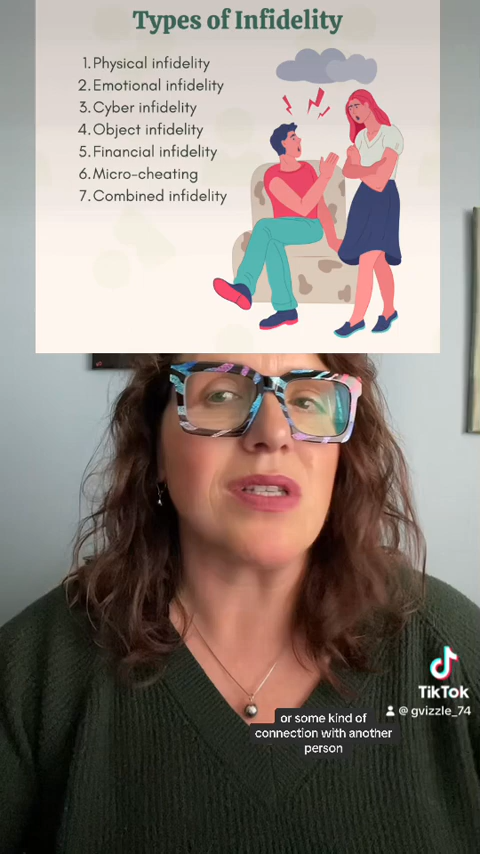 Types of Infidelity
1. Physical infidelity
2. Emotional infidelity
3. Cyber infidelity
4. Object infidelity
5. Financial infidelity
6. Micro-cheating
7. Combined infidelity
TikTok
@ gvizzle_74
or some kind of
connection with another
person